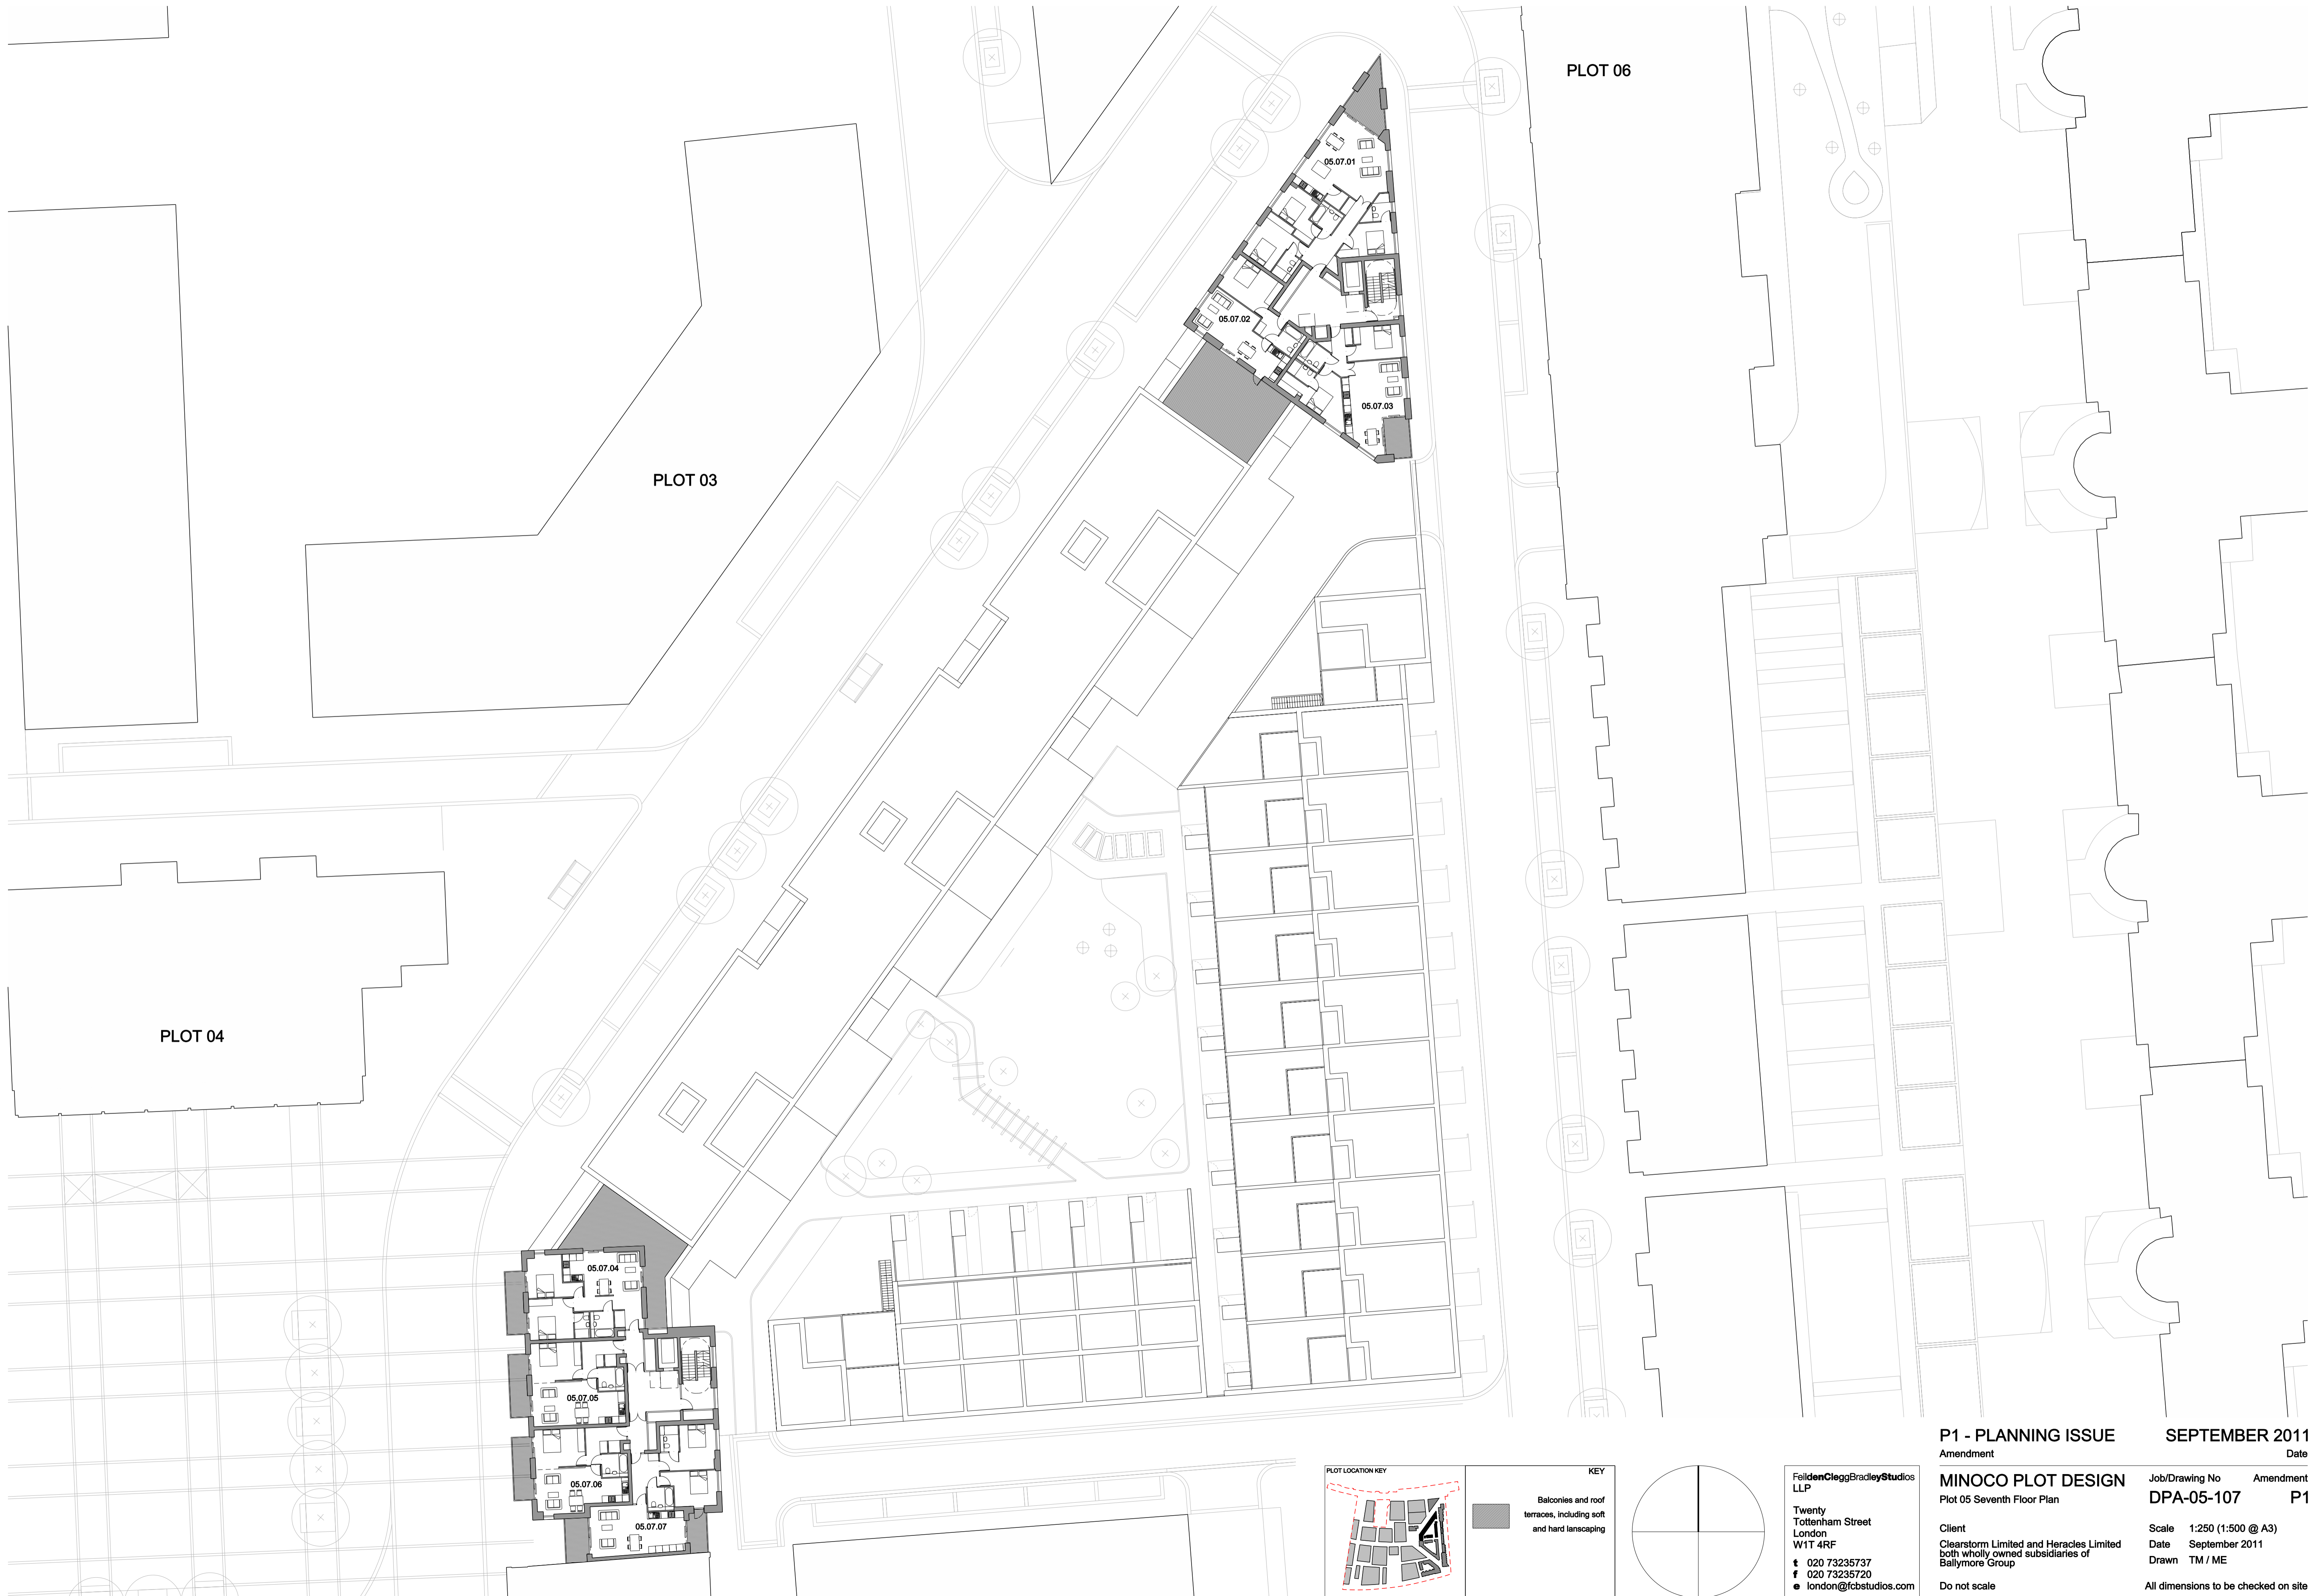 PLOT 06
05.07.01
05.07.02
05.07.03
PLOT 03
PLOT 04
05.07.04
05.07.05
05.07.06
05.07.07
PLOT LOCATION KEY
KEY
Balconies and roof
terraces, including soft
and hard lanscaping
FeildenCleggBradleyStudios
LLP
Twenty
Tottenham Street
London
W1T 4RF
t 020 73235737
f 020 73235720
e london@fcbstudios.com
P1 - PLANNING ISSUE SEPTEMBER 2011
Amendment Date
MINOCO PLOT DESIGN
Plot 05 Seventh Floor Plan
Job/Drawing No Amendment
DPA-05-107 P1
Client
Clearstorm Limited and Heracles Limited
both wholly owned subsidiaries of
Ballymore Group
Scale 1:250 (1:500 @ A3)
Date September 2011
Drawn TM / ME
Do not scale All dimensions to be checked on site